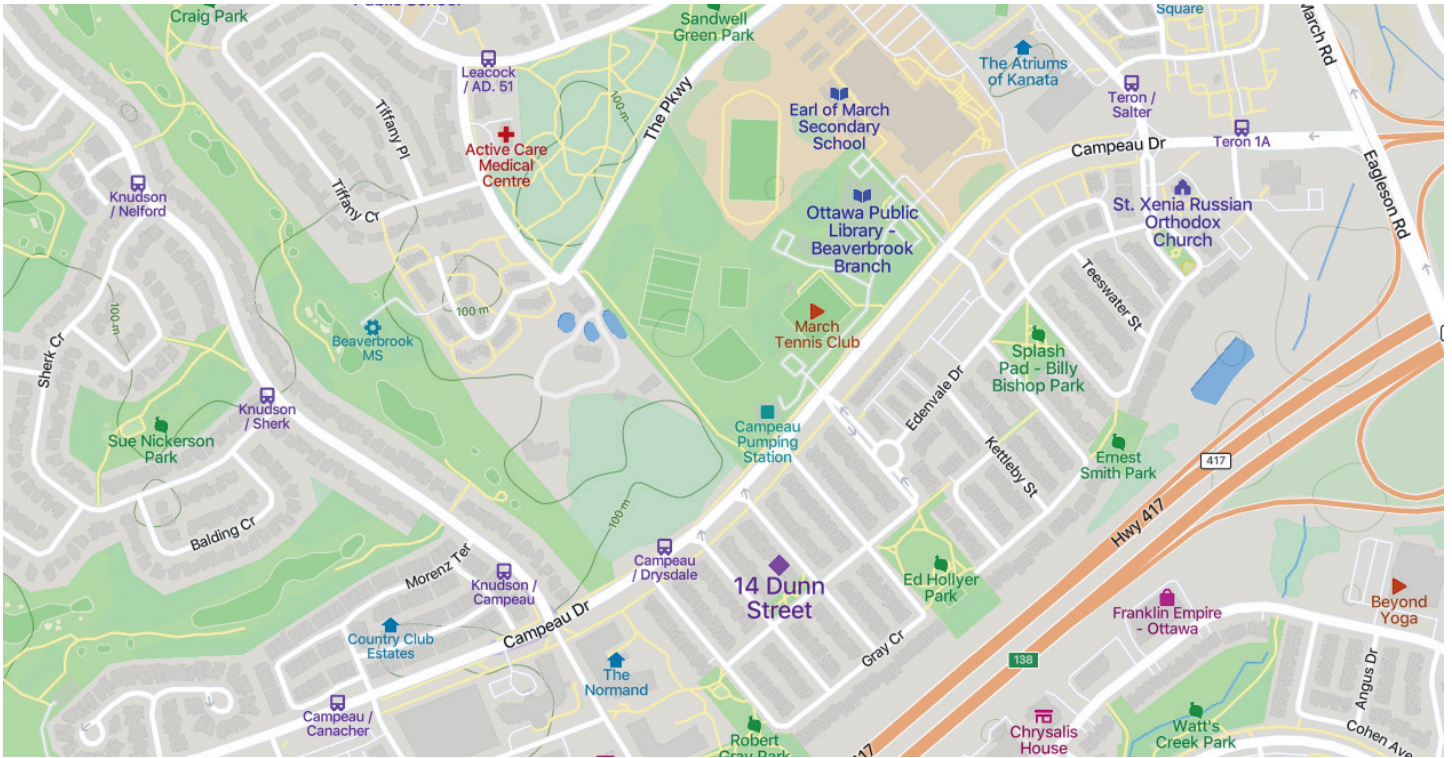 Craig Park
Public School
Sandwell
Green Park
Square
March Rd
Leacock
/ AD. 51
The Atriums
of Kanata
Teron /
Salter
100 m
The Pkwy
Earl of March
Secondary
School
Tiffany Pl
Active Care
Medical
Centre
Campeau Dr
Teron 1A
Eagleson Rd
Knudson
/ Nelford
Tiffany Cr
Ottawa Public
Library -
Beaverbrook
Branch
St. Xenia Russian
Orthodox
Church
Teeswater St
100 m
100 m
Beaverbrook
MS
March
Tennis Club
Sherk Cr
Splash
Pad - Billy
Bishop Park
Edenvale Dr
Knudson
/ Sherk
Sue Nickerson
Park
Campeau
Pumping
Station
Kettleby St
Ernest
Smith Park
417
Hwy 417
100 m
Balding Cr
Morenz Ter
Knudson /
Campeau
Campeau
/ Drysdale
14 Dunn
Street
Ed Hollyer
Park
Franklin Empire
- Ottawa
Beyond
Yoga
Campeau Dr
Country Club
Estates
Gray Cr
138
The
Normand
Angus Dr
Campeau /
Canacher
Robert
Gray Park
417
Chrysalis
House
Watt's
Creek Park
Cohen Ave